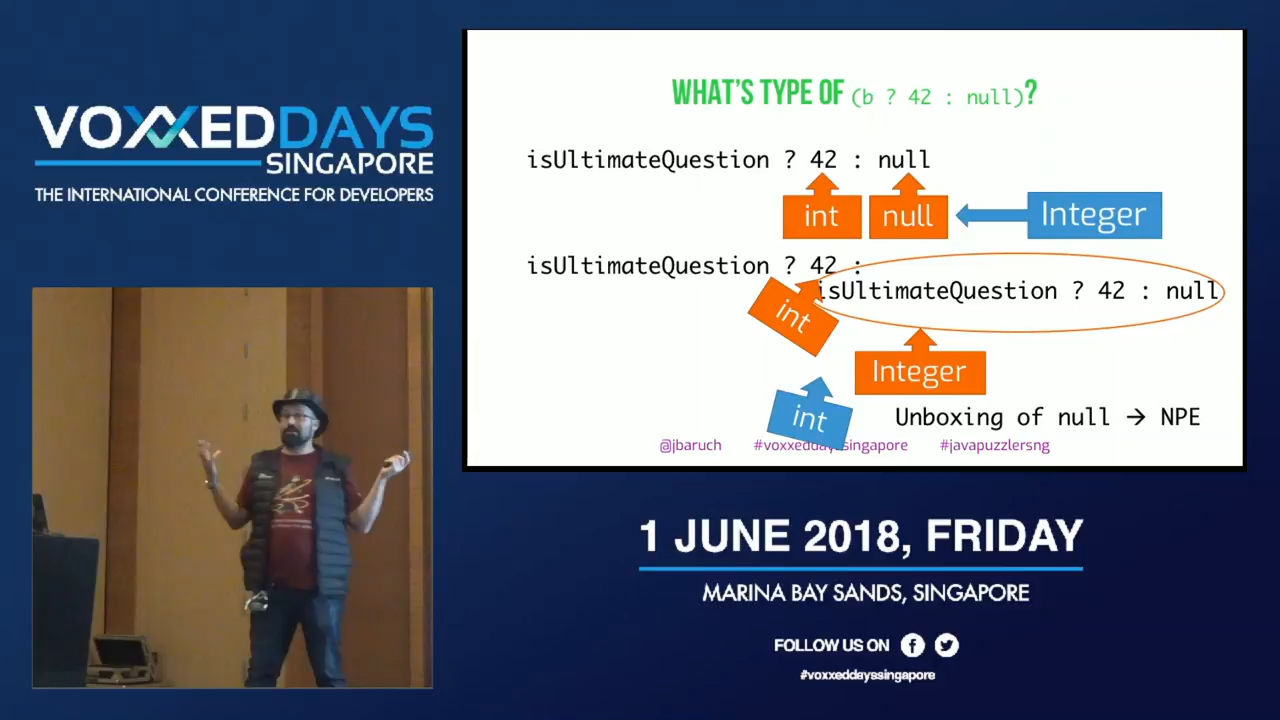 VOXXEDDAYS
SINGAPORE
THE INTERNATIONAL CONFERENCE FOR DEVELOPERS
WHAT'S TYPE OF (b ? 42 : null)?
isUltimateQuestion ? 42 : null
int
null
Integer
isUltimateQuestion ? 42 :
isUltimateQuestion ? 42 : null
int
Integer
int
Unboxing of null → NPE
@jbaruch #voxxeddaysingapore #javapuzzlersng
1 JUNE 2018, FRIDAY
MARINA BAY SANDS, SINGAPORE
FOLLOW US ON
#voxxeddayssingapore